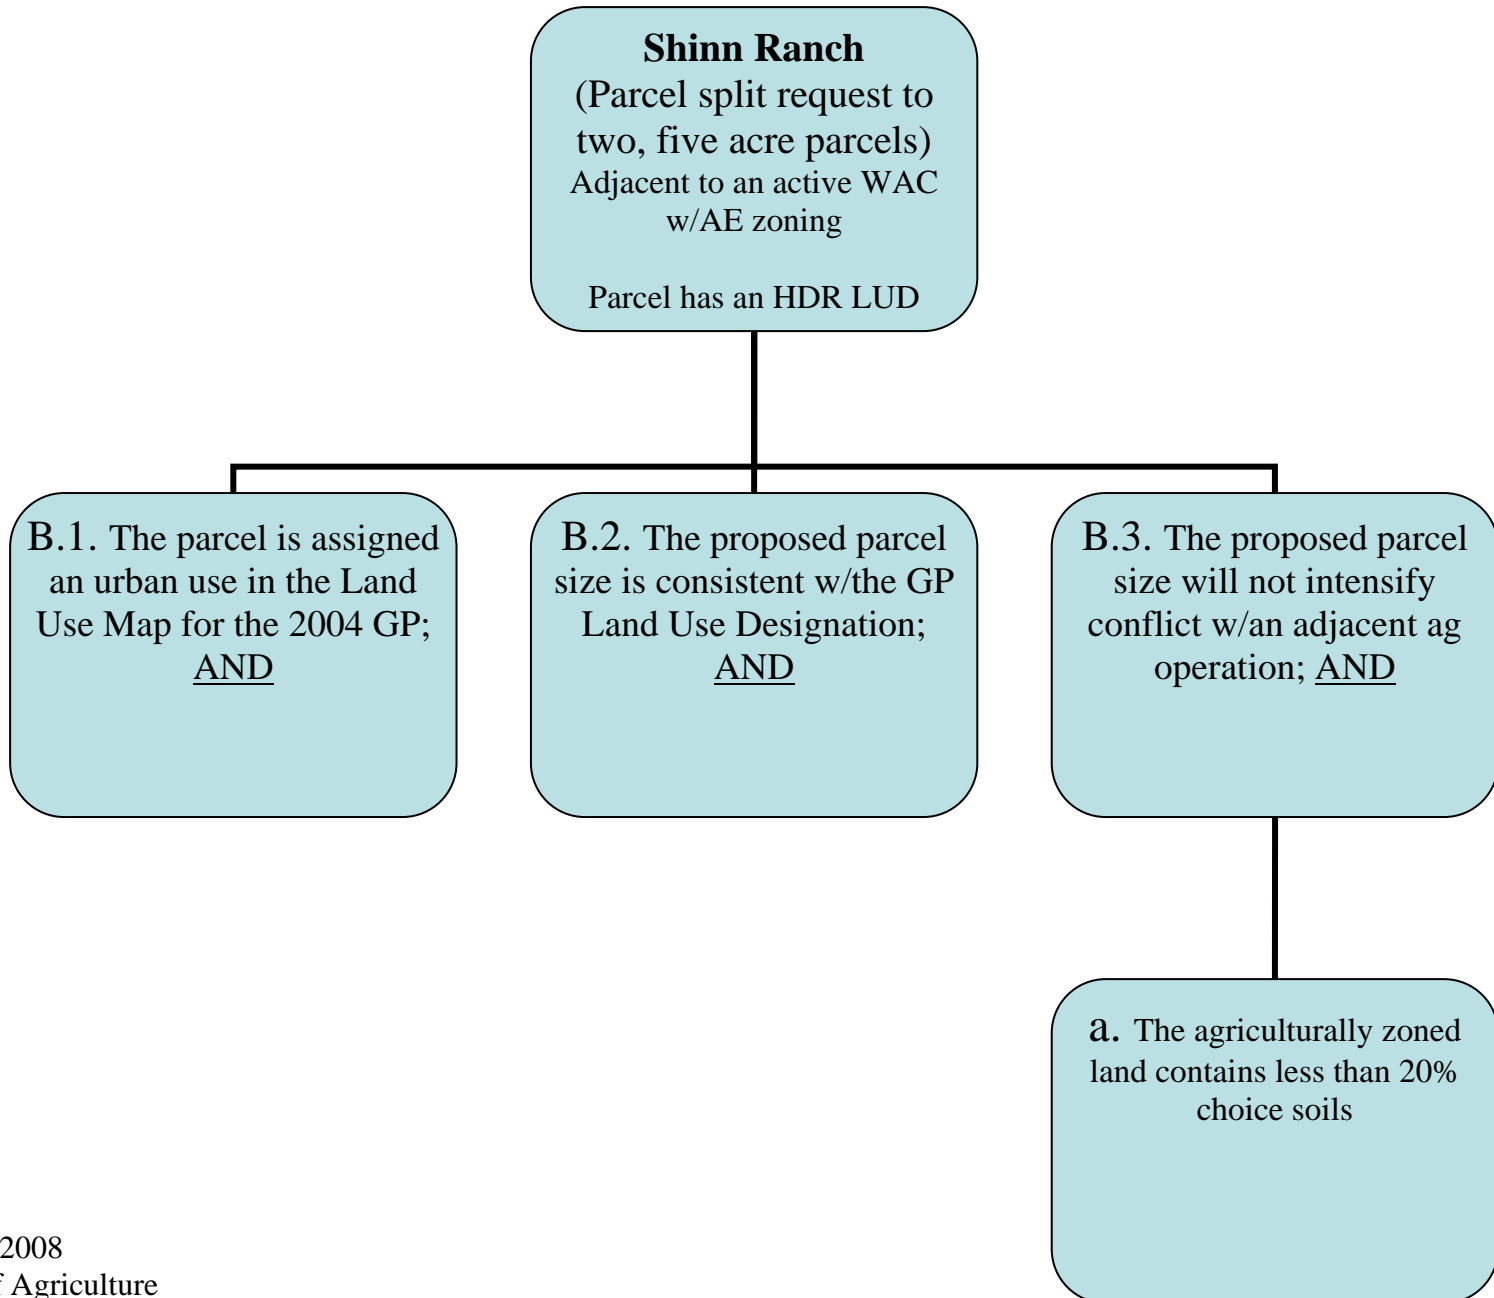 Shinn Ranch
(Parcel split request to
two, five acre parcels)
Adjacent to an active WAC
w/AE zoning
Parcel has an HDR LUD
B.1. The parcel is assigned
an urban use in the Land
Use Map for the 2004 GP;
AND
B.2. The proposed parcel
size is consistent w/the GP
Land Use Designation;
AND
B.3. The proposed parcel
size will not intensify
conflict w/an adjacent ag
operation; AND
a. The agriculturally zoned
land contains less than 20%
choice soils
2008
Agriculture